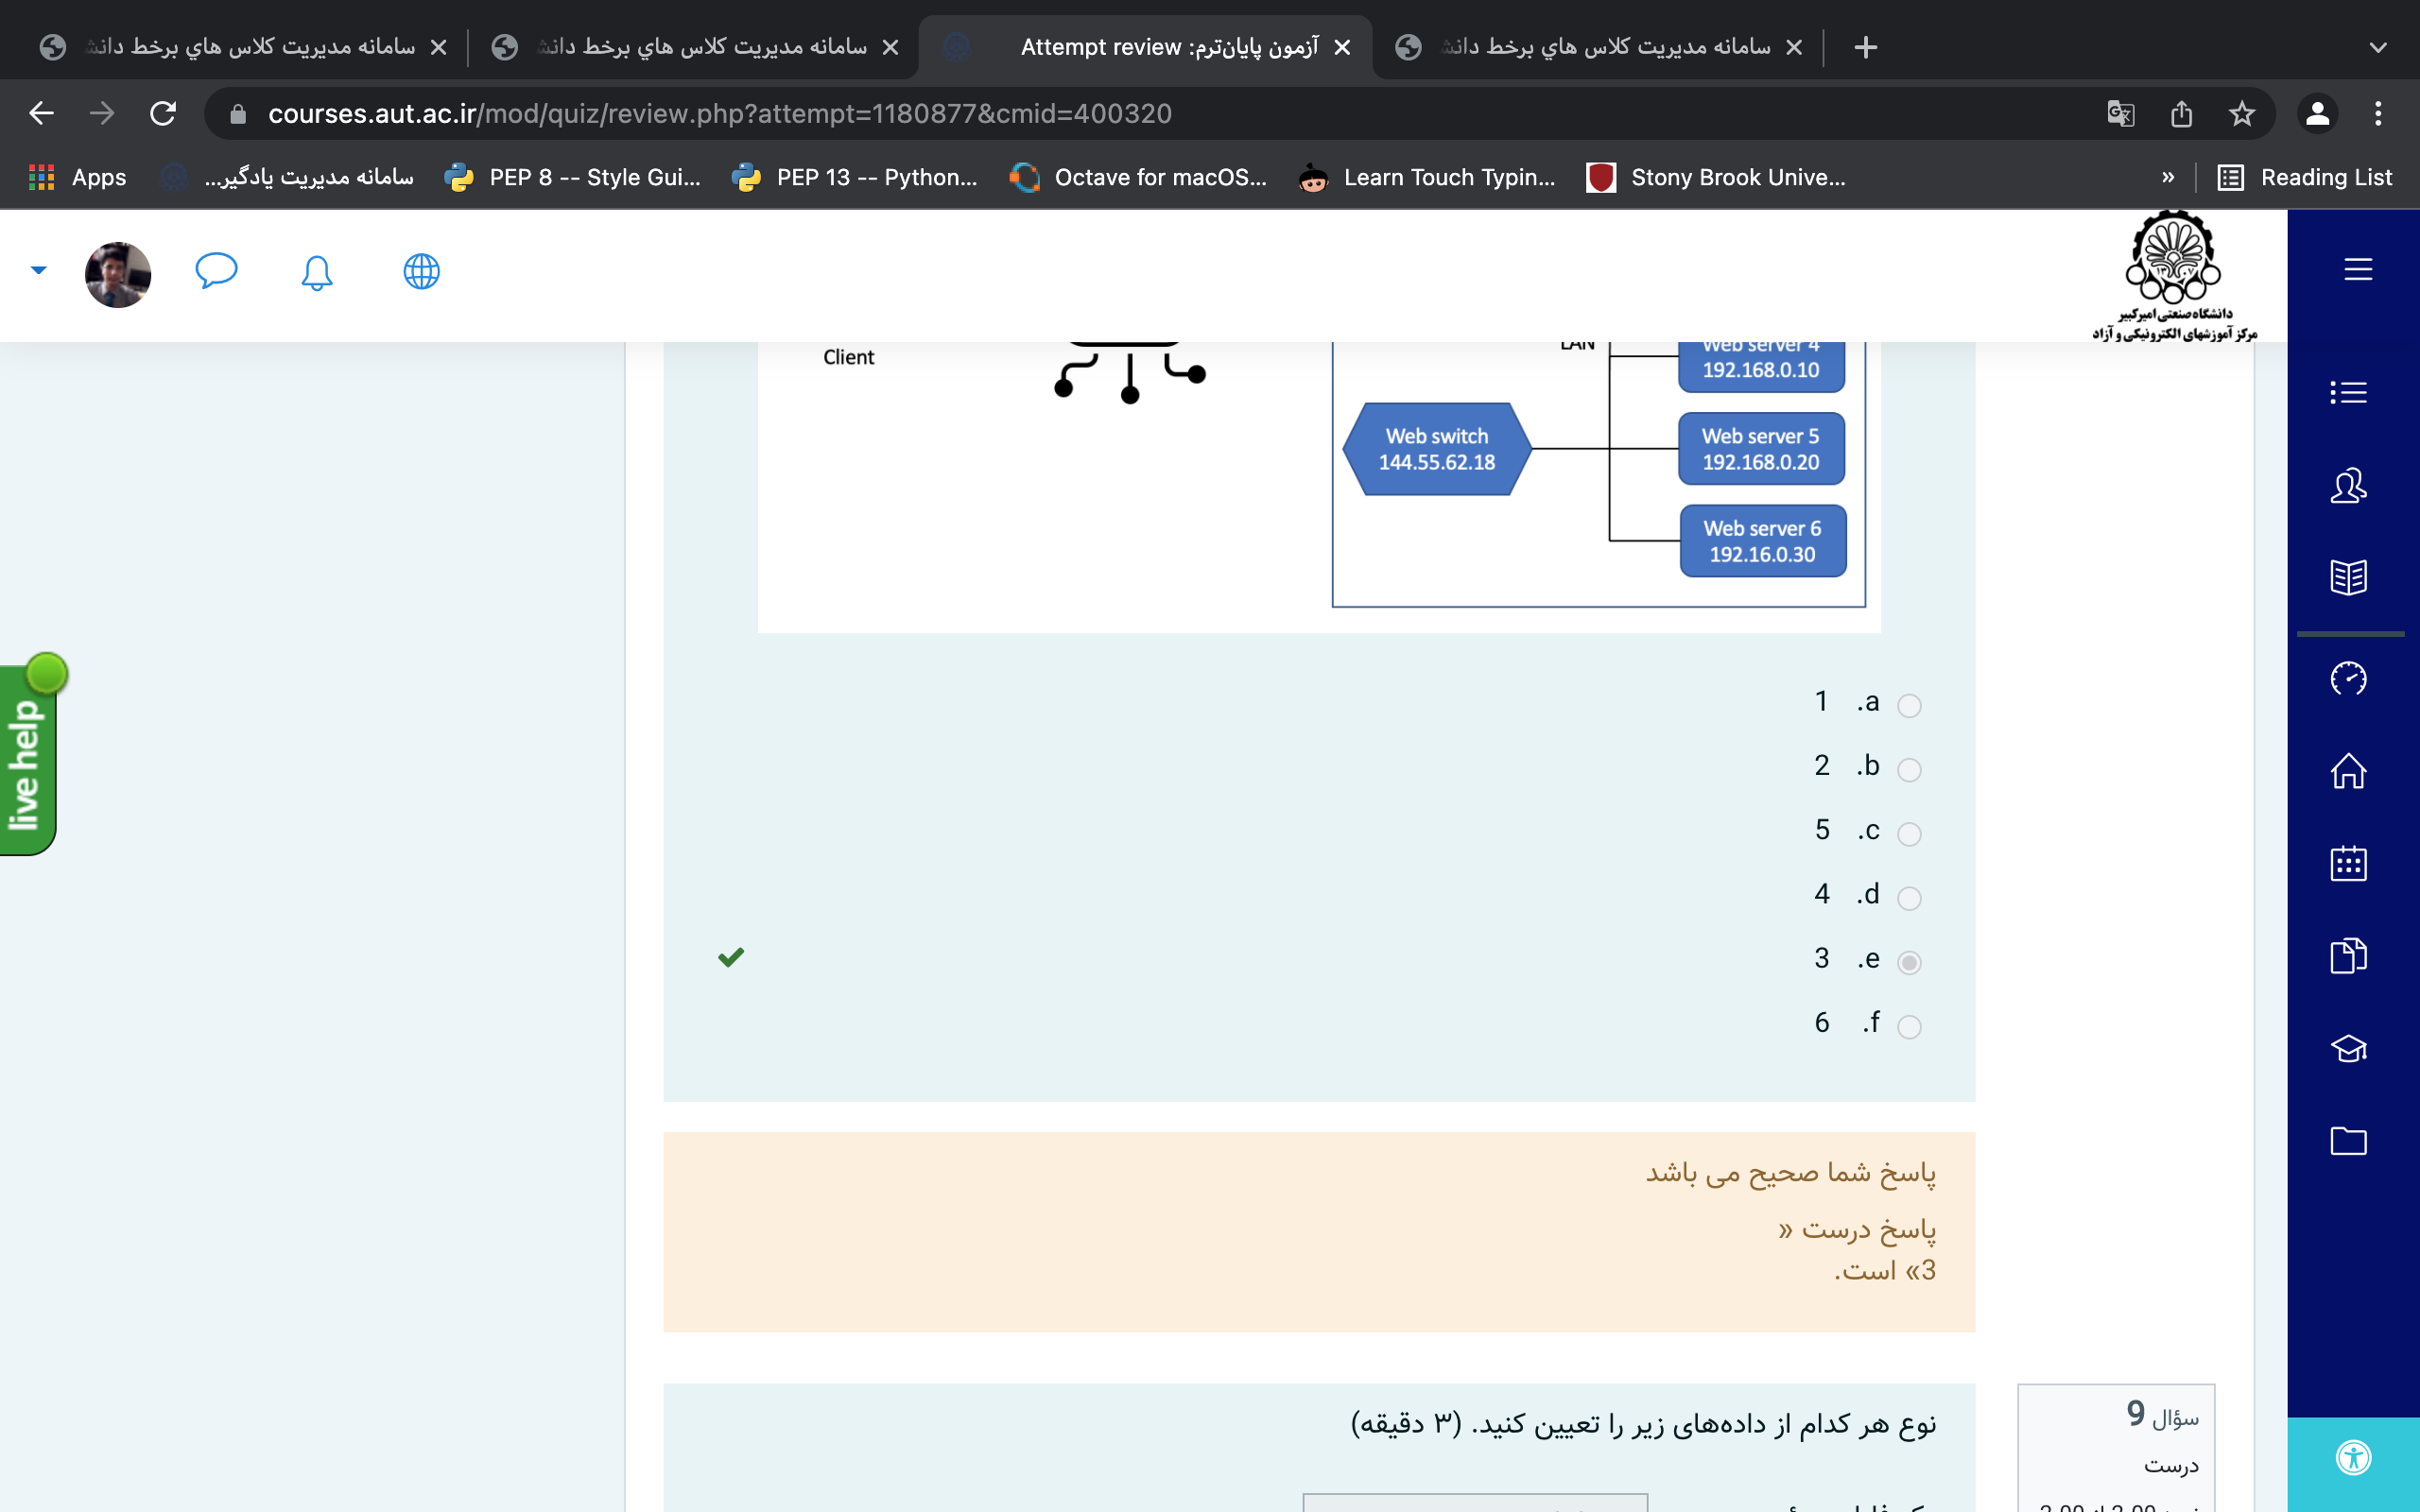 سامانه مديريت كلاس هاي برخط دانش
سامانه مديريت كلاس هاي برخط دانش
آزمون پایان‌ترم: Attempt review
سامانه مديريت كلاس هاي برخط دانش
courses.aut.ac.ir/mod/quiz/review.php?attempt=1180877&cmid=400320
Apps
سامانه مدیریت یادگیر...
PEP 8 -- Style Gui...
PEP 13 -- Python...
Octave for macOS...
Learn Touch Typin...
Stony Brook Unive...
»
Reading List
دانشگاه صنعتی امیرکبیر
مرکز آموزشهای الکترونیکی و آزاد
Client
LAN
Web server 4
192.168.0.10
Web switch
144.55.62.18
Web server 5
192.168.0.20
Web server 6
192.16.0.30
live help
a. 1
b. 2
c. 5
d. 4
e. 3
f. 6
پاسخ شما صحیح می باشد
پاسخ درست «
3» است.
سؤال 9
درست
نوع هر کدام از داده‌های زیر را تعیین کنید. (۳ دقیقه)